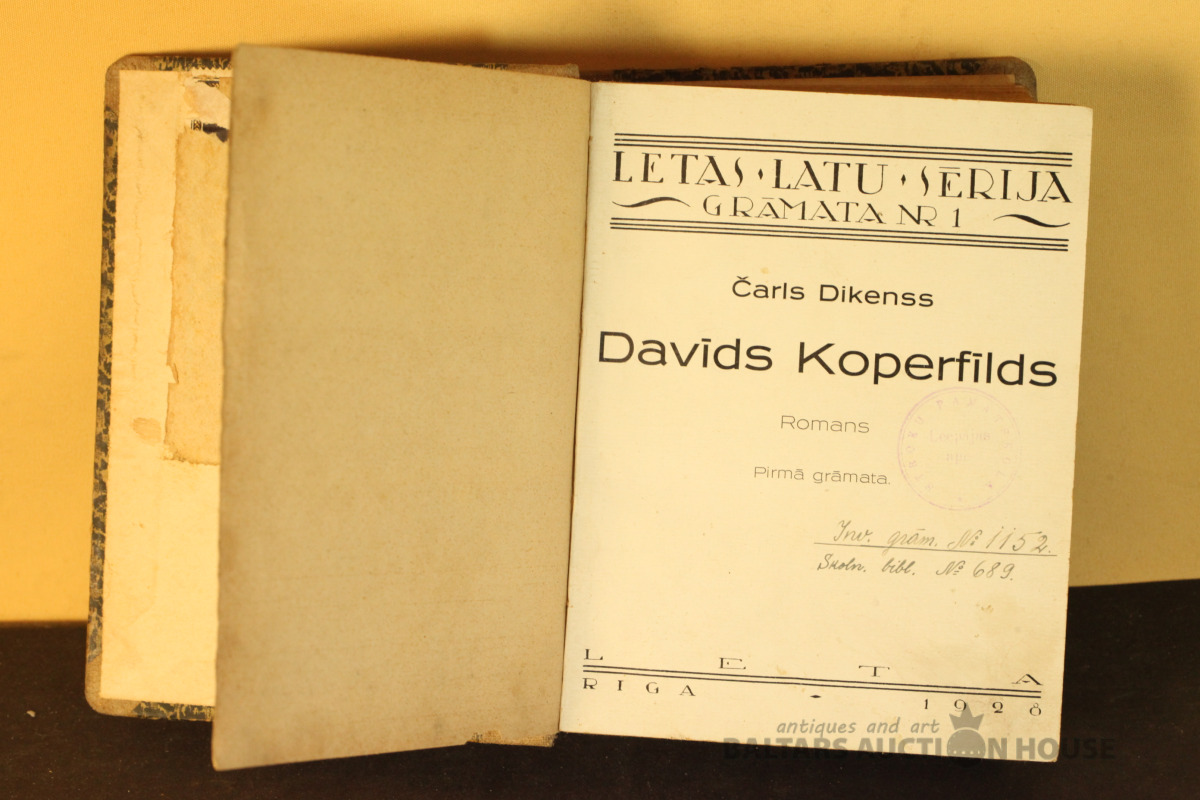 LETAS · LATU · SĒRIJA
GRĀMATA NR 1
Čarls Dikenss
Davīds Koperfīlds
Romans
Pirmā grāmata.
Inv. grām. № 1152.
Skoln. bibl. № 689.
LETA
RIGA - 1928
antiques and art
BALTARS AUCTION HOUSE